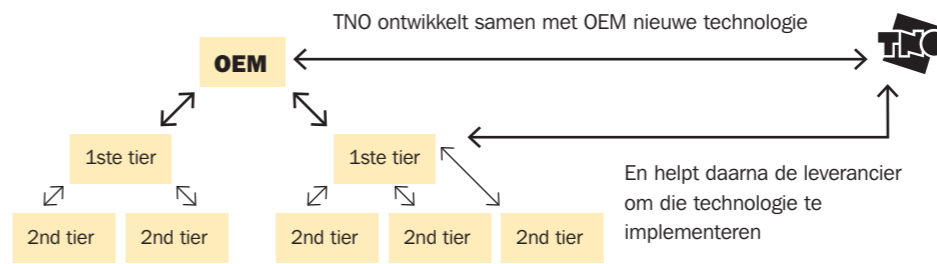 TNO ontwikkelt samen met OEM nieuwe technologie
TNO
OEM
1ste tier
1ste tier
En helpt daarna de leverancier
om die technologie te
implementeren
2nd tier
2nd tier
2nd tier
2nd tier
2nd tier